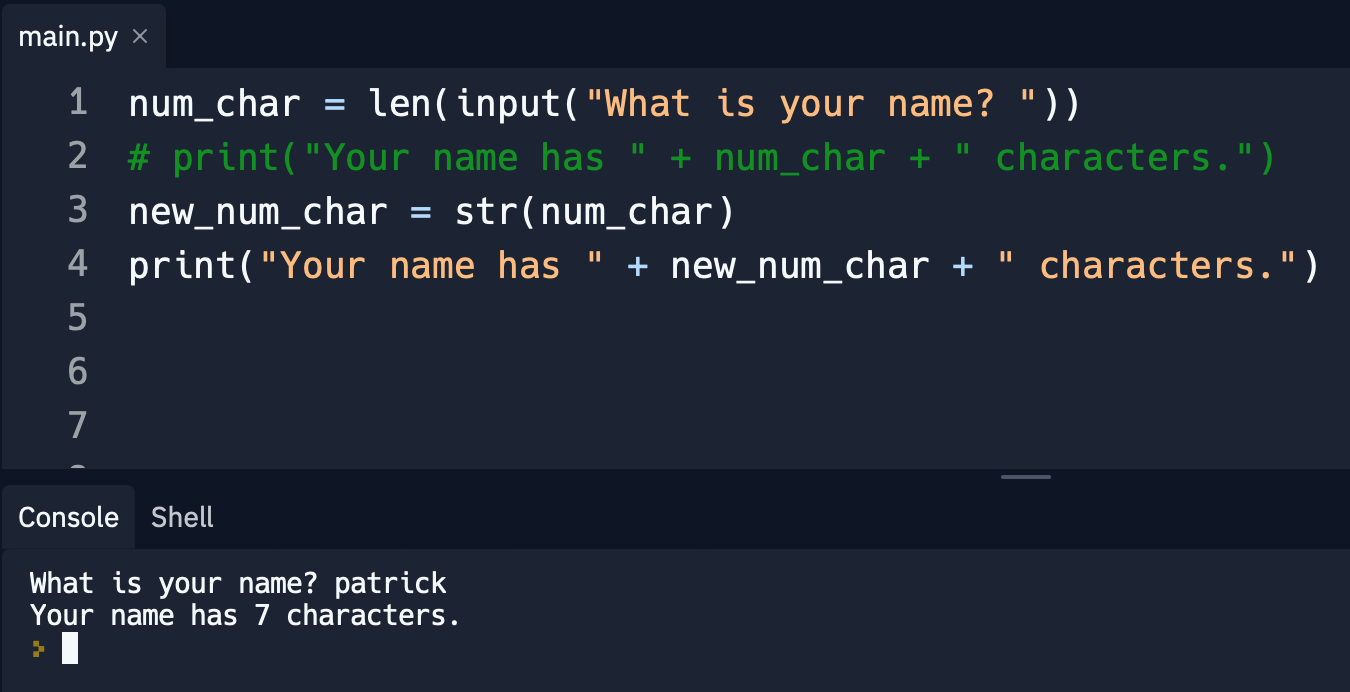 main.py ×
1 num_char = len(input("What is your name? "))
2 # print("Your name has " + num_char + " characters.")
3 new_num_char = str(num_char)
4 print("Your name has " + new_num_char + " characters.")
5
6
7
Console Shell
What is your name? patrick
Your name has 7 characters.